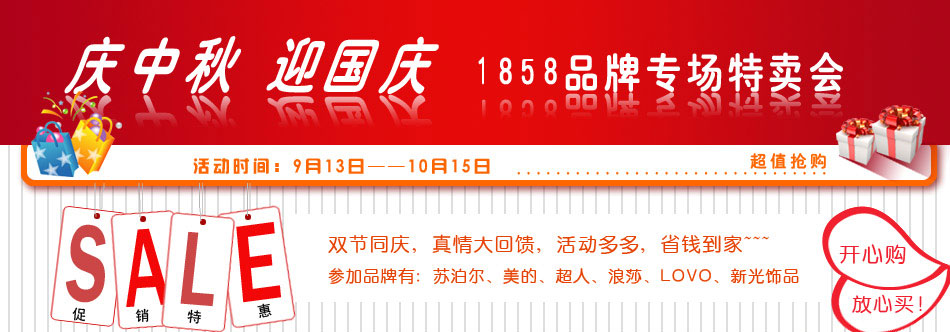 庆中秋 迎国庆 1858品牌专场特卖会
活动时间：9月13日——10月15日 ........................ 超值抢购
SALE
促销特惠
双节同庆，真情大回馈，活动多多，省钱到家~~~
参加品牌有：苏泊尔、美的、超人、浪莎、LOVO、新光饰品
开心购
放心买！